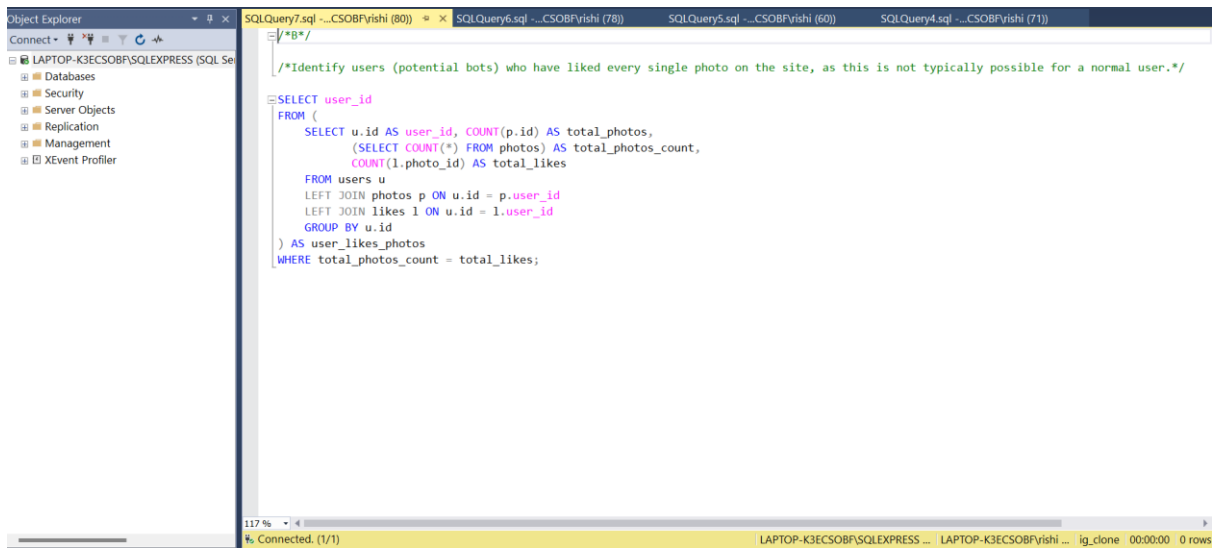 Object Explorer
Connect
LAPTOP-K3ECSOBF\SQLEXPRESS (SQL Se
Databases
Security
Server Objects
Replication
Management
XEvent Profiler
SQLQuery7.sql -...CSOBF\rishi (80))
SQLQuery6.sql -...CSOBF\rishi (78))
SQLQuery5.sql -...CSOBF\rishi (60))
SQLQuery4.sql -...CSOBF\rishi (71))
/*B*/
/*Identify users (potential bots) who have liked every single photo on the site, as this is not typically possible for a normal user.*/
SELECT user_id
FROM (
SELECT u.id AS user_id, COUNT(p.id) AS total_photos,
(SELECT COUNT(*) FROM photos) AS total_photos_count,
COUNT(l.photo_id) AS total_likes
FROM users u
LEFT JOIN photos p ON u.id = p.user_id
LEFT JOIN likes l ON u.id = l.user_id
GROUP BY u.id
) AS user_likes_photos
WHERE total_photos_count = total_likes;
117 %
Connected. (1/1)
LAPTOP-K3ECSOBF\SQLEXPRESS ...
LAPTOP-K3ECSOBF\rishi ...
ig_clone
00:00:00
0 rows